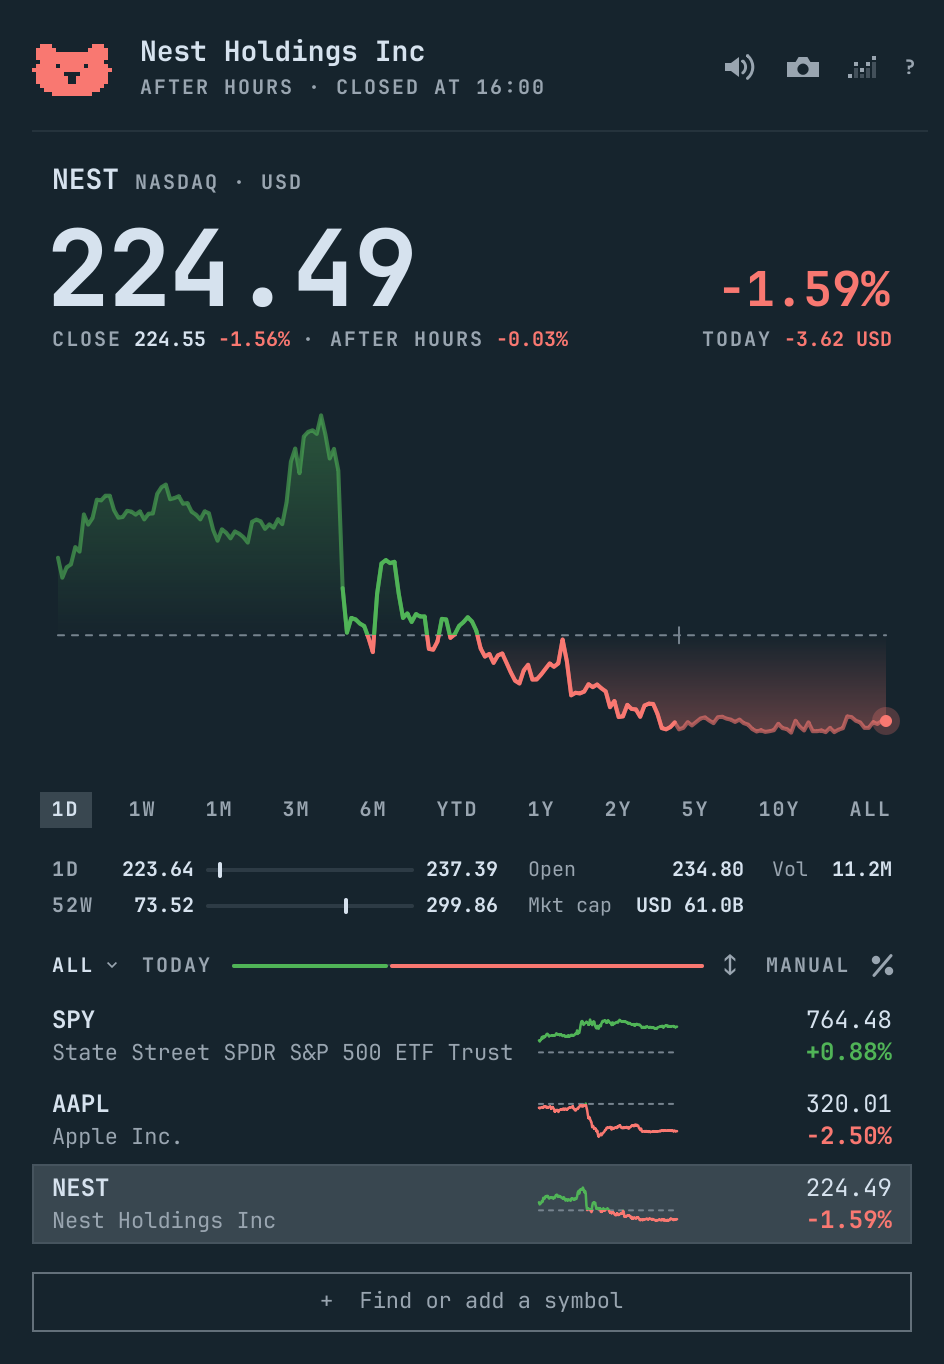 Nest Holdings Inc
AFTER HOURS · CLOSED AT 16:00
?
NEST NASDAQ · USD
224.49
-1.59%
CLOSE 224.55 -1.56% · AFTER HOURS -0.03%
TODAY -3.62 USD
1D 1W 1M 3M 6M YTD 1Y 2Y 5Y 10Y ALL
1D 223.64 237.39 Open 234.80 Vol 11.2M
52W 73.52 299.86 Mkt cap USD 61.0B
ALL TODAY MANUAL %
SPY 764.48
State Street SPDR S&P 500 ETF Trust +0.88%
AAPL 320.01
Apple Inc. -2.50%
NEST 224.49
Nest Holdings Inc -1.59%
+ Find or add a symbol